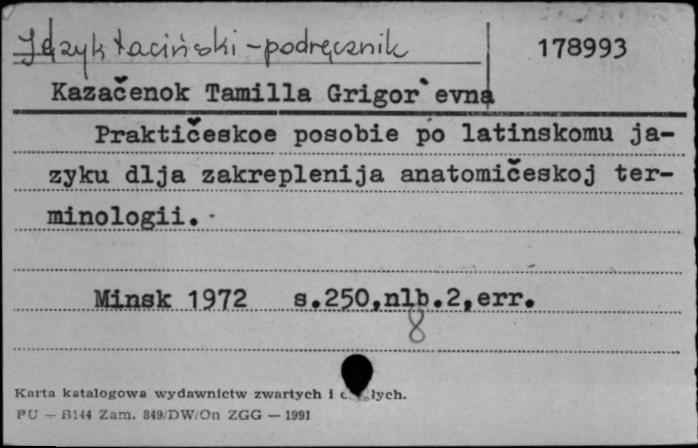 Język łaciński - podręcznik
178993
Kazačenok Tamilla Grigor`evna
Praktičeskoe posobie po latinskomu ja-
zyku dlja zakreplenija anatomičeskoj ter-
minologii.
Minsk 1972 s.250,nlb.2,err.
8
Karta katalogowa wydawnictw zwartych i
PU — B144 Zam. 849/DW/On ZGG — 1991